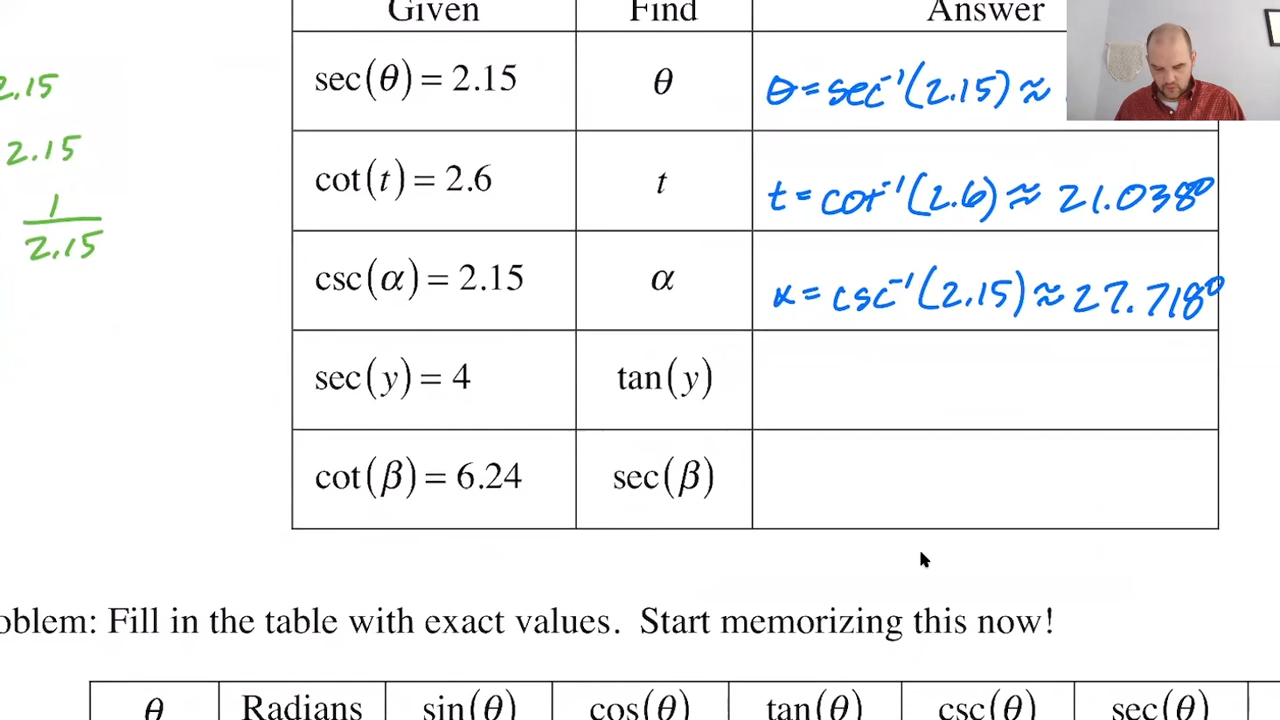 Given Find Answer
2.15
sec(θ) = 2.15 θ θ = sec⁻¹(2.15) ≈
2.15
cot(t) = 2.6 t t = cot⁻¹(2.6) ≈ 21.038°
1/2.15
csc(α) = 2.15 α α = csc⁻¹(2.15) ≈ 27.718°
sec(y) = 4 tan(y)
cot(β) = 6.24 sec(β)
oblem: Fill in the table with exact values. Start memorizing this now!
θ Radians sin(θ) cos(θ) tan(θ) csc(θ) sec(θ)